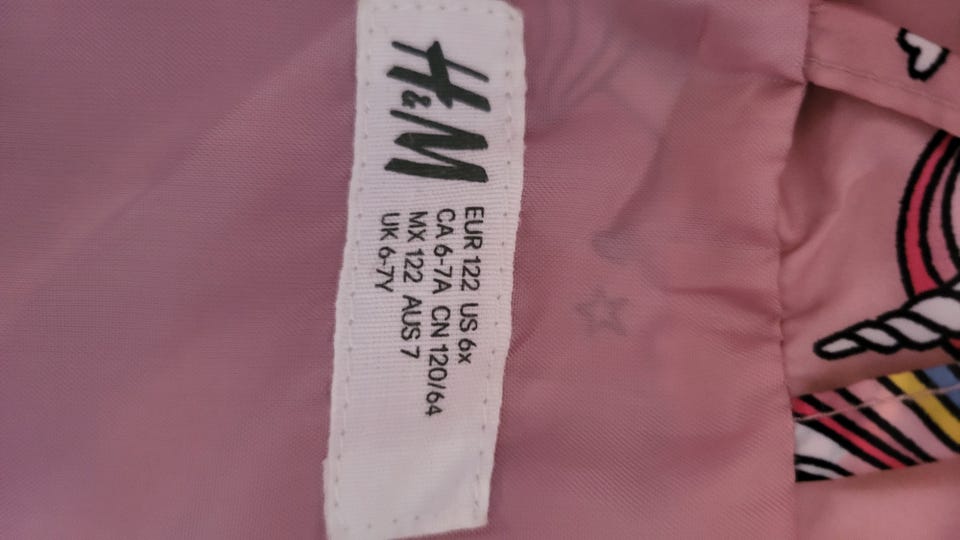 H&M
EUR 122 US 6x
CA 6-7A CN 120/64
MX 122 AUS 7
UK 6-7Y